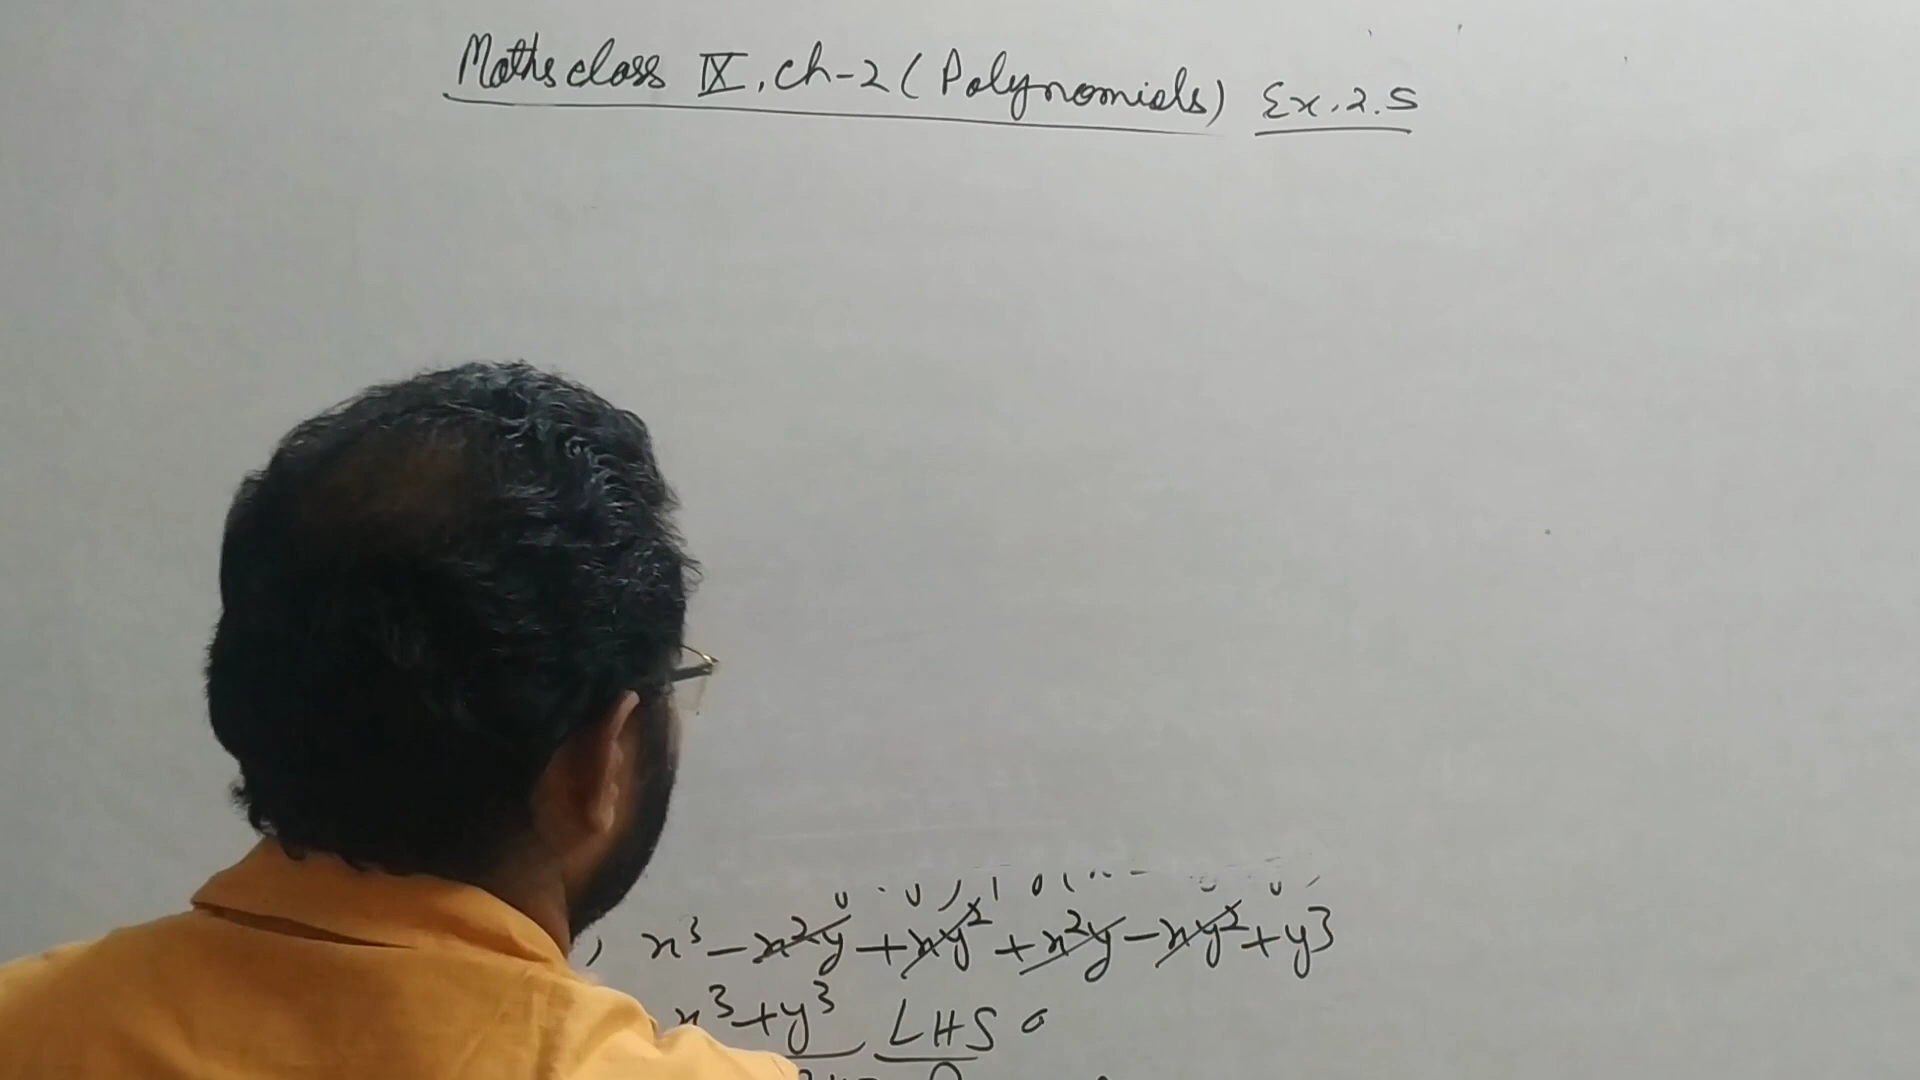 Maths class IX, ch-2 (Polynomials) Ex. 2.5
x³ - x²y + xy² + x²y - xy² + y³
x³+y³ LHS